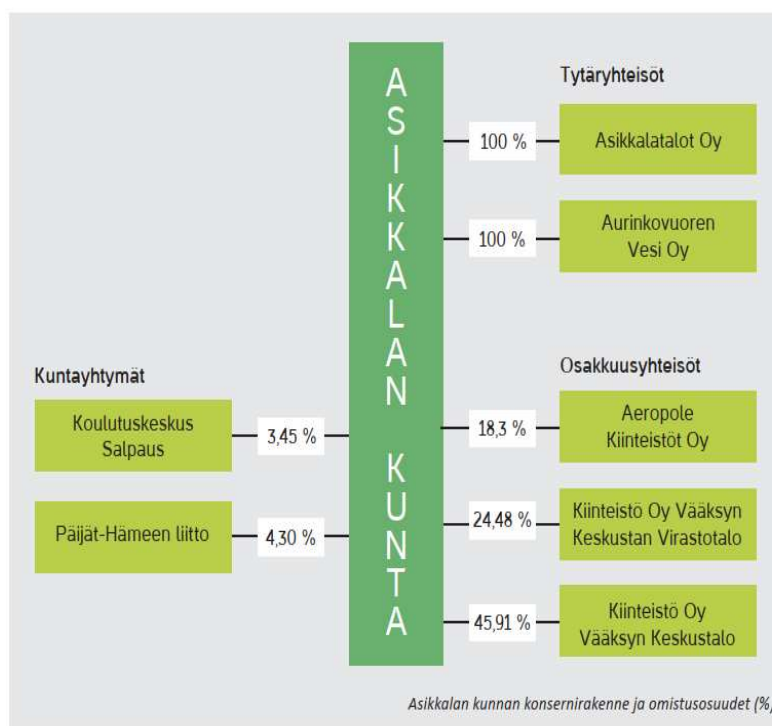 ASIKKALAN KUNTA
Tytäryhteisöt
100 %
Asikkalatalot Oy
100 %
Aurinkovuoren
Vesi Oy
Kuntayhtymät
Koulutuskeskus
Salpaus
3,45 %
Päijät-Hämeen liitto
4,30 %
Osakkuusyhteisöt
18,3 %
Aeropole
Kiinteistöt Oy
24,48 %
Kiinteistö Oy Vääksyn
Keskustan Virastotalo
45,91 %
Kiinteistö Oy
Vääksyn Keskustalo
Asikkalan kunnan konsernirakenne ja omistusosuudet (%)